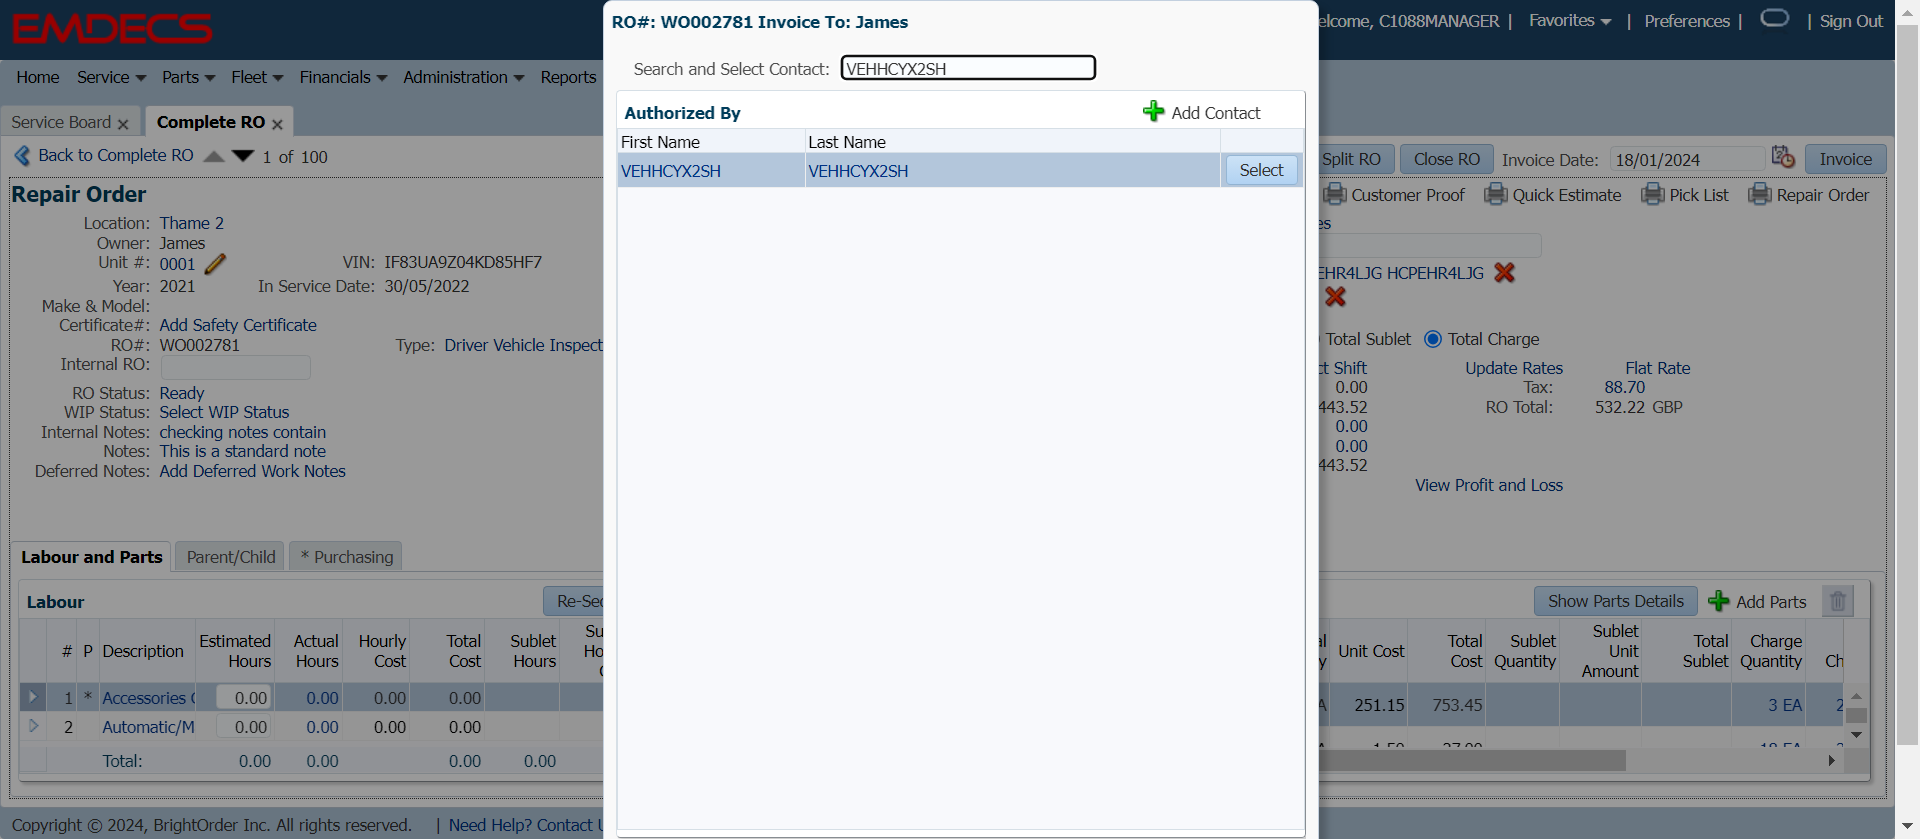 EMDECS
elcome, C1088MANAGER | Favorites | Preferences | | Sign Out
Home Service Parts Fleet Financials Administration Reports
Service Board Complete RO
Back to Complete RO 1 of 100
Split RO Close RO Invoice Date: 18/01/2024 Invoice
Customer Proof Quick Estimate Pick List Repair Order
Repair Order
Location: Thame 2
Owner: James
Unit #: 0001 VIN: IF83UA9Z04KD85HF7
Year: 2021 In Service Date: 30/05/2022
Make & Model:
Certificate#: Add Safety Certificate
RO#: WO002781 Type: Driver Vehicle Inspect
Internal RO:
RO Status: Ready
WIP Status: Select WIP Status
Internal Notes: checking notes contain
Notes: This is a standard note
Deferred Notes: Add Deferred Work Notes
RO#: WO002781 Invoice To: James
Search and Select Contact: VEHHCYX2SH
Authorized By Add Contact
First Name Last Name
VEHHCYX2SH VEHHCYX2SH Select
es
EHR4LJG HCPEHR4LJG
Total Sublet Total Charge
ct Shift Update Rates Flat Rate
0.00 Tax: 88.70
443.52 RO Total: 532.22 GBP
0.00
0.00
443.52
View Profit and Loss
Labour and Parts Parent/Child * Purchasing
Labour Re-Sec
# P Description Estimated Hours Actual Hours Hourly Cost Total Cost Sublet Hours Su Ho C
1 * Accessories 0.00 0.00 0.00 0.00
2 Automatic/M 0.00 0.00 0.00 0.00
Total: 0.00 0.00 0.00 0.00
Show Parts Details Add Parts
al y Unit Cost Total Cost Sublet Quantity Sublet Unit Amount Total Sublet Charge Quantity Ch
A 251.15 753.45 3 EA 2
Copyright © 2024, BrightOrder Inc. All rights reserved. | Need Help? Contact U